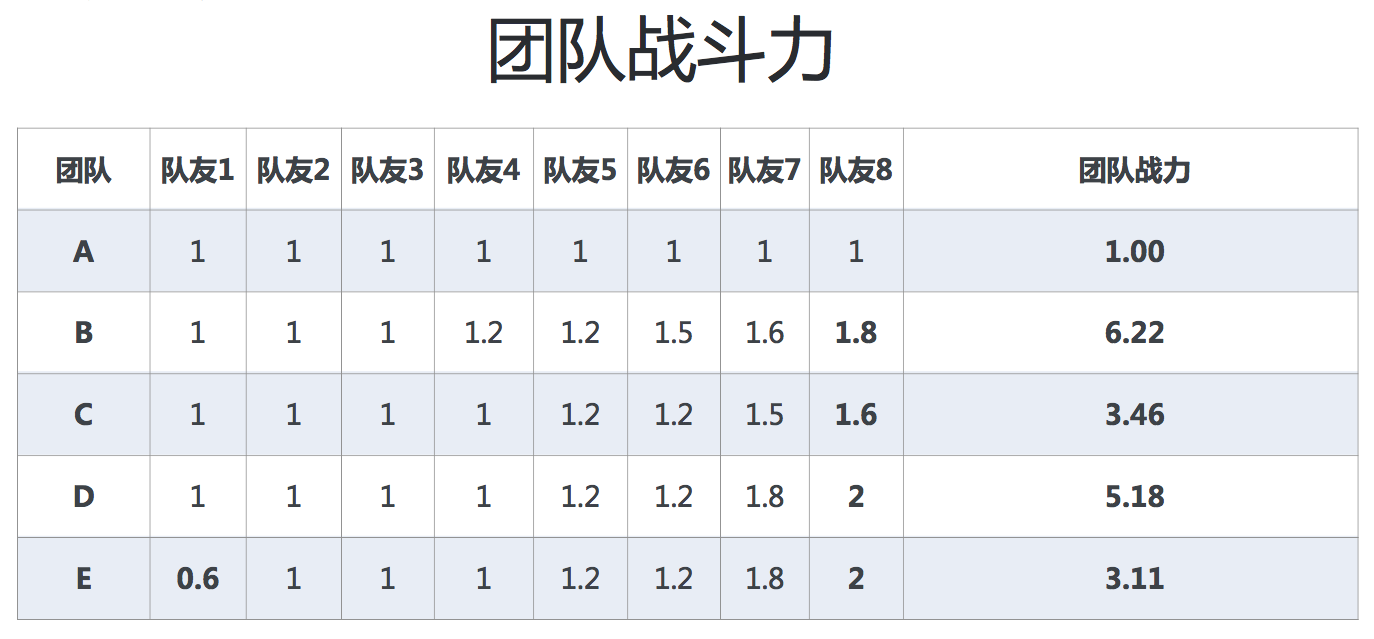 团队战斗力
团队 队友1 队友2 队友3 队友4 队友5 队友6 队友7 队友8 团队战力
A 1 1 1 1 1 1 1 1 1.00
B 1 1 1 1.2 1.2 1.5 1.6 1.8 6.22
C 1 1 1 1 1.2 1.2 1.5 1.6 3.46
D 1 1 1 1 1.2 1.2 1.8 2 5.18
E 0.6 1 1 1 1.2 1.2 1.8 2 3.11